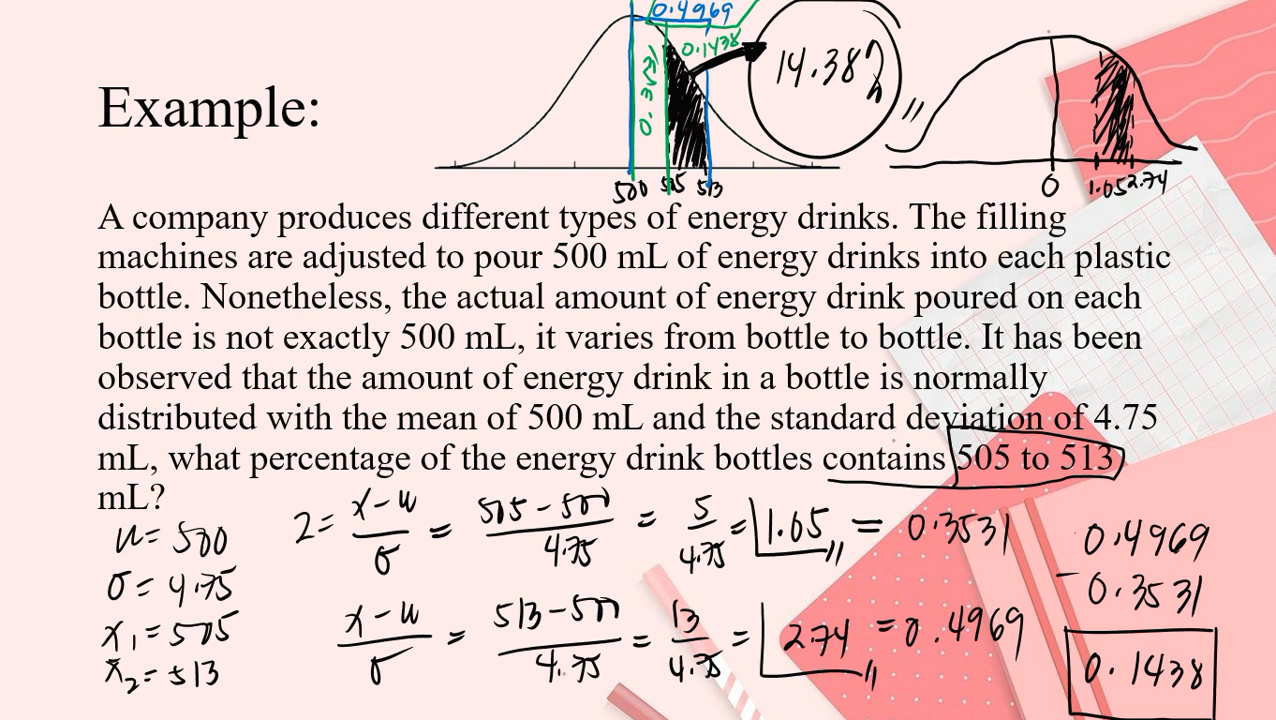 0.4969
0.1438
0.3531
14.38%
500 505 513
0 1.05 2.74
Example:
A company produces different types of energy drinks. The filling
machines are adjusted to pour 500 mL of energy drinks into each plastic
bottle. Nonetheless, the actual amount of energy drink poured on each
bottle is not exactly 500 mL, it varies from bottle to bottle. It has been
observed that the amount of energy drink in a bottle is normally
distributed with the mean of 500 mL and the standard deviation of 4.75
mL, what percentage of the energy drink bottles contains 505 to 513
mL?
u = 500
σ = 4.75
x₁ = 505
x₂ = 513
z = x-u/σ = 505-500/4.75 = 5/4.75 = 1.05 = 0.3531
x-u/σ = 513-500/4.75 = 13/4.75 = 2.74 = 0.4969
0.4969
- 0.3531
0.1438